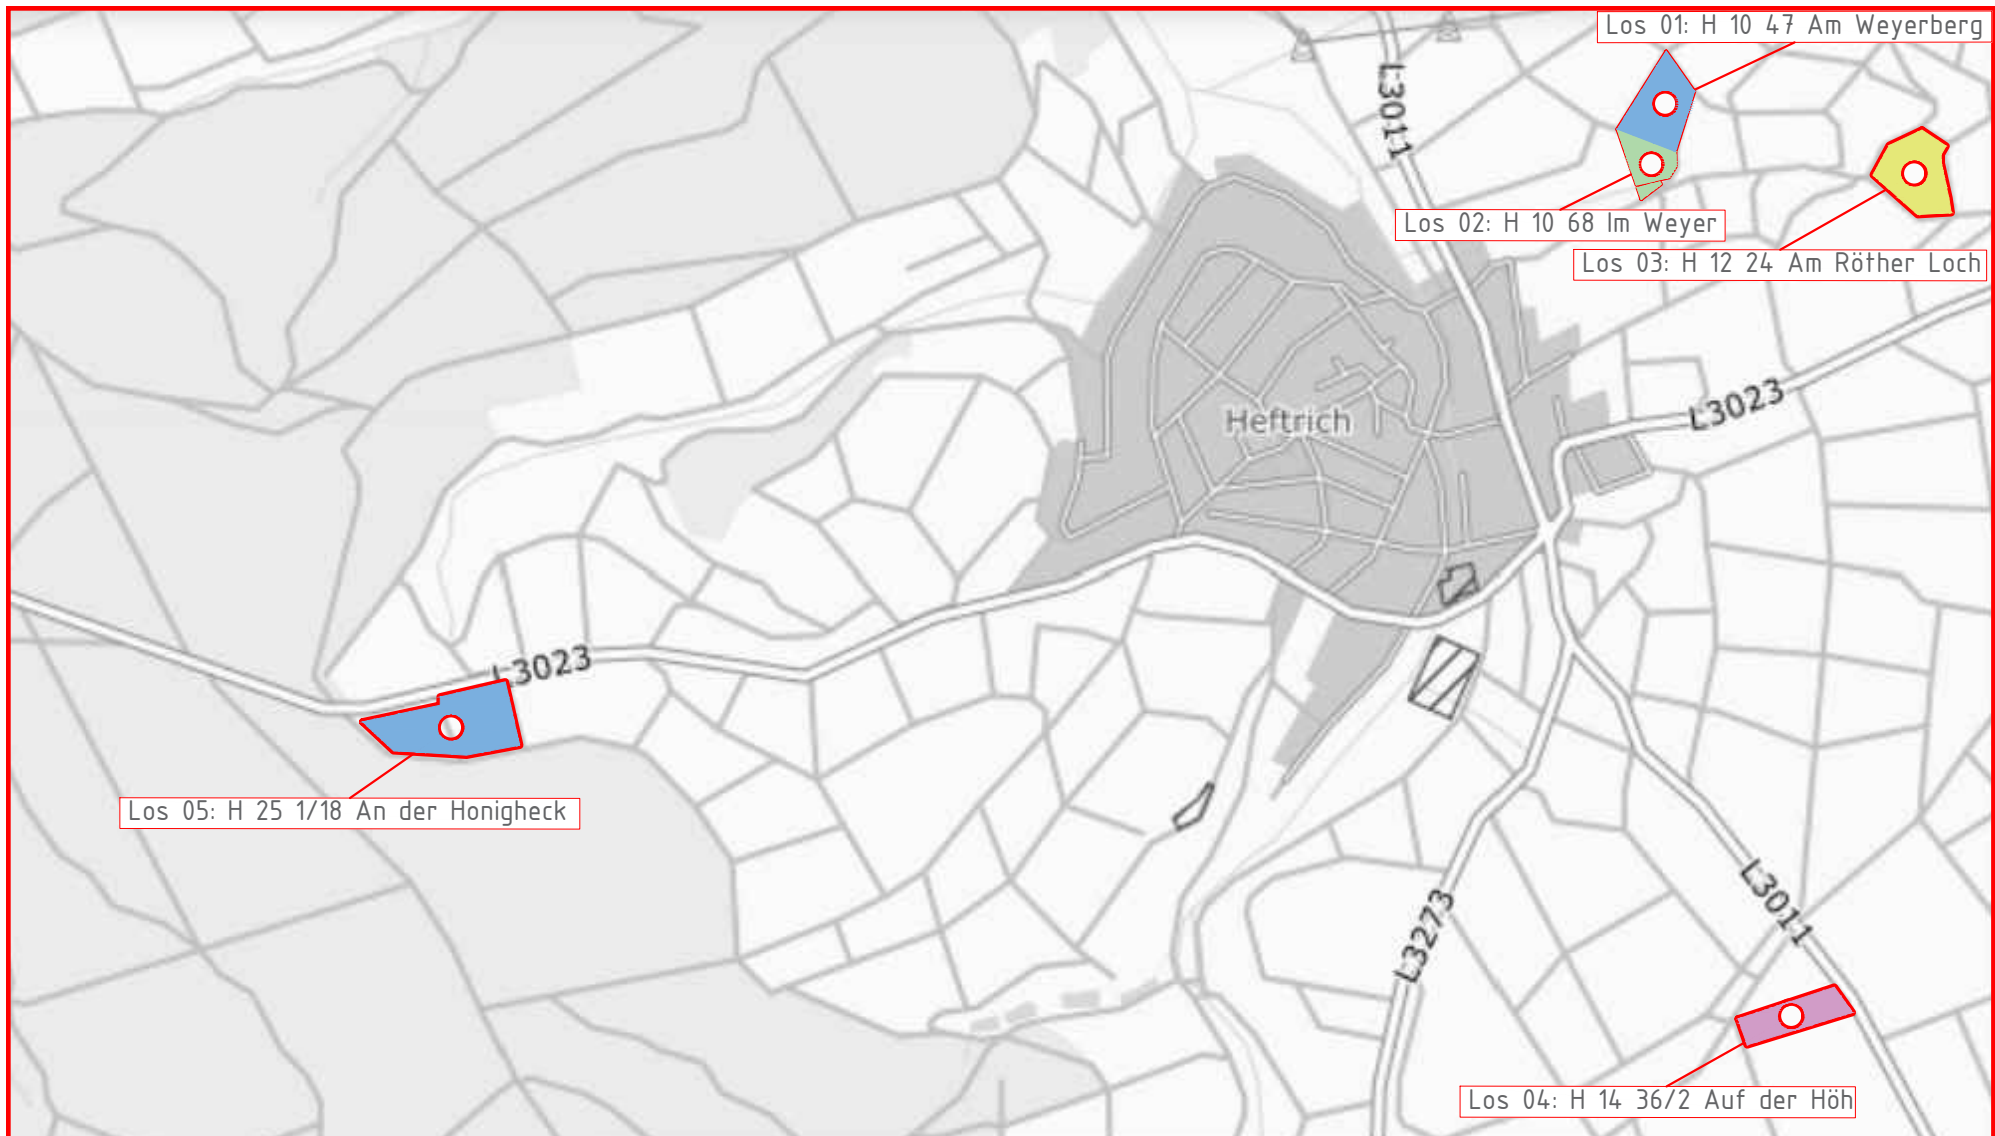 Los 01: H 10 47 Am Weyerberg
L3011
Los 02: H 10 68 Im Weyer
Los 03: H 12 24 Am Röther Loch
L3023
Heftrich
L3023
Los 05: H 25 1/18 An der Honigheck
L3011
L3273
Los 04: H 14 36/2 Auf der Höh